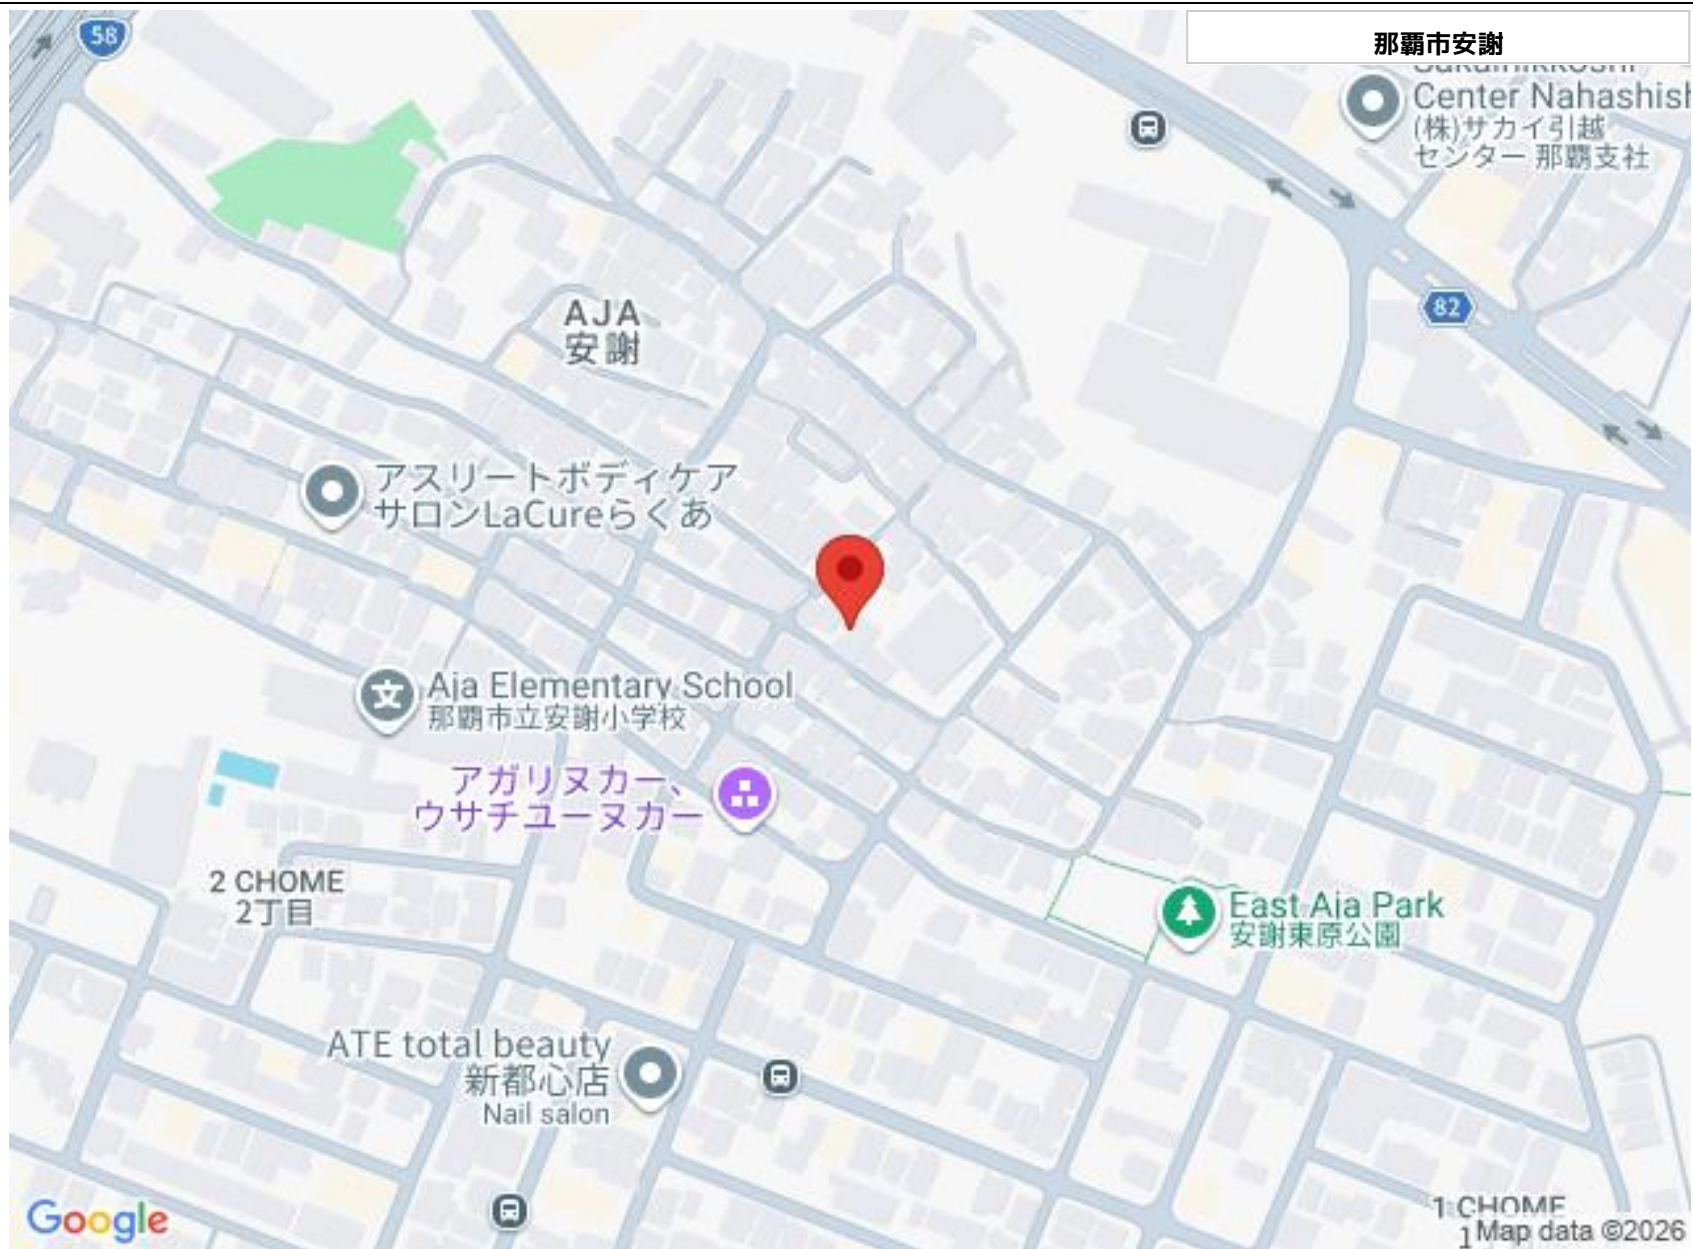 58
那覇市安謝
Center Nahashish
(株)サカイ引越
センター 那覇支社
82
AJA
安謝
アスリートボディケア
サロンLaCureらくあ
Aja Elementary School
那覇市立安謝小学校
アガリヌカー、
ウサチユーヌカー
2 CHOME
2丁目
East Aja Park
安謝東原公園
ATE total beauty
新都心店
Nail salon
1 CHOME
1
Google
Map data ©2026